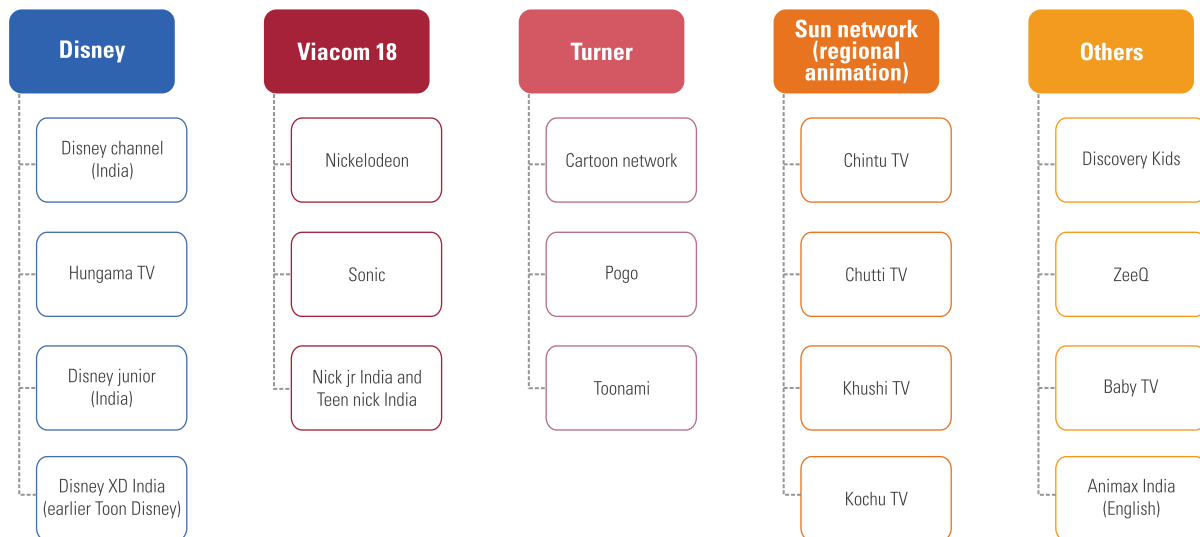 Disney
Disney channel
(India)
Hungama TV
Disney junior
(India)
Disney XD India
(earlier Toon Disney)
Viacom 18
Nickelodeon
Sonic
Nick jr India and
Teen nick India
Turner
Cartoon network
Pogo
Toonami
Sun network
(regional
animation)
Chintu TV
Chutti TV
Khushi TV
Kochu TV
Others
Discovery Kids
ZeeQ
Baby TV
Animax India
(English)